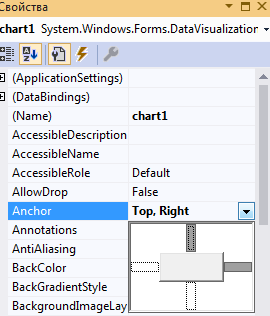 Свойства
chart1 System.Windows.Forms.DataVisualization
(ApplicationSettings)
(DataBindings)
(Name) chart1
AccessibleDescription
AccessibleName
AccessibleRole Default
AllowDrop False
Anchor Top, Right
Annotations
AntiAliasing
BackColor
BackGradientStyle
BackgroundImageLay